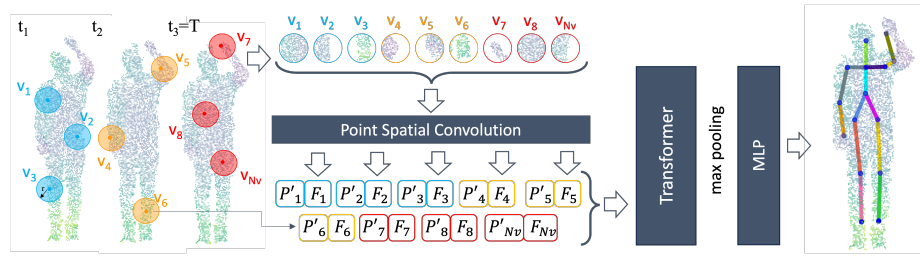 t1 t2 t3=T
V7
V5
V1
V2
V8
V4
V3
r
VNv
V6
V1 V2 V3 V4 V5 V6 V7 V8 VNv
Point Spatial Convolution
P'1 F1 P'2 F2 P'3 F3 P'4 F4 P'5 F5
P'6 F6 P'7 F7 P'8 F8 P'Nv FNv
Transformer
max pooling
MLP